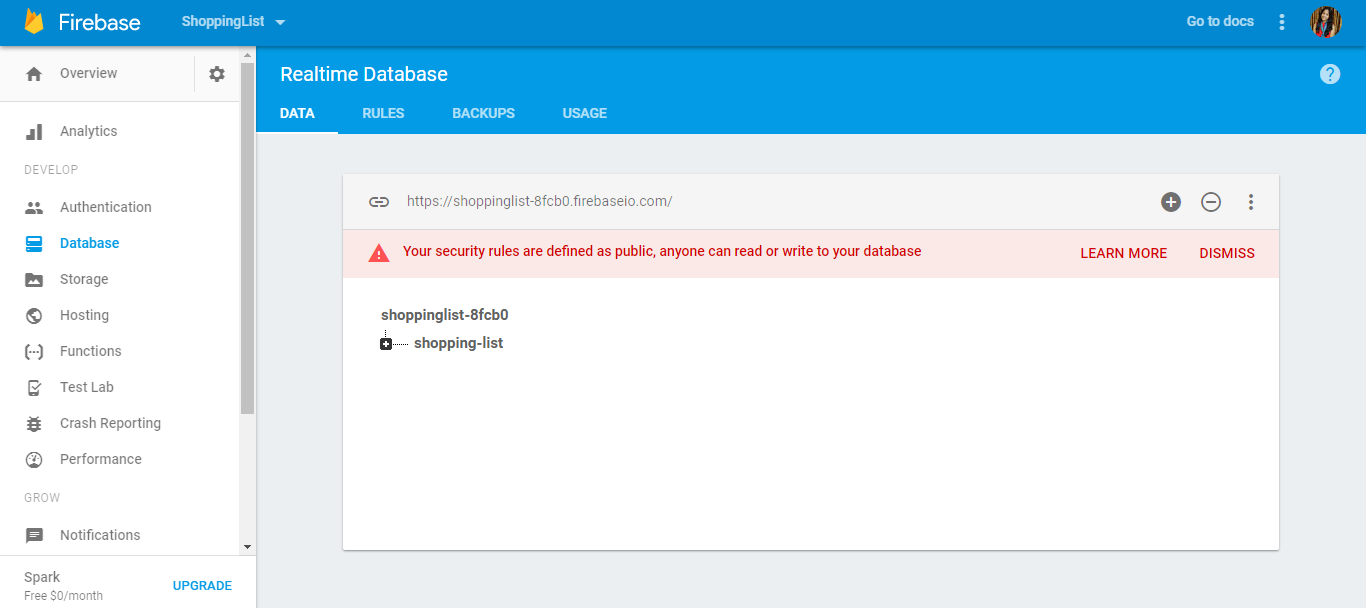 Firebase
ShoppingList
Go to docs
Overview
Analytics
DEVELOP
Authentication
Database
Storage
Hosting
Functions
Test Lab
Crash Reporting
Performance
GROW
Notifications
Spark
Free $0/month
UPGRADE
Realtime Database
?
DATA RULES BACKUPS USAGE
https://shoppinglist-8fcb0.firebaseio.com/
Your security rules are defined as public, anyone can read or write to your database
LEARN MORE DISMISS
shoppinglist-8fcb0
shopping-list